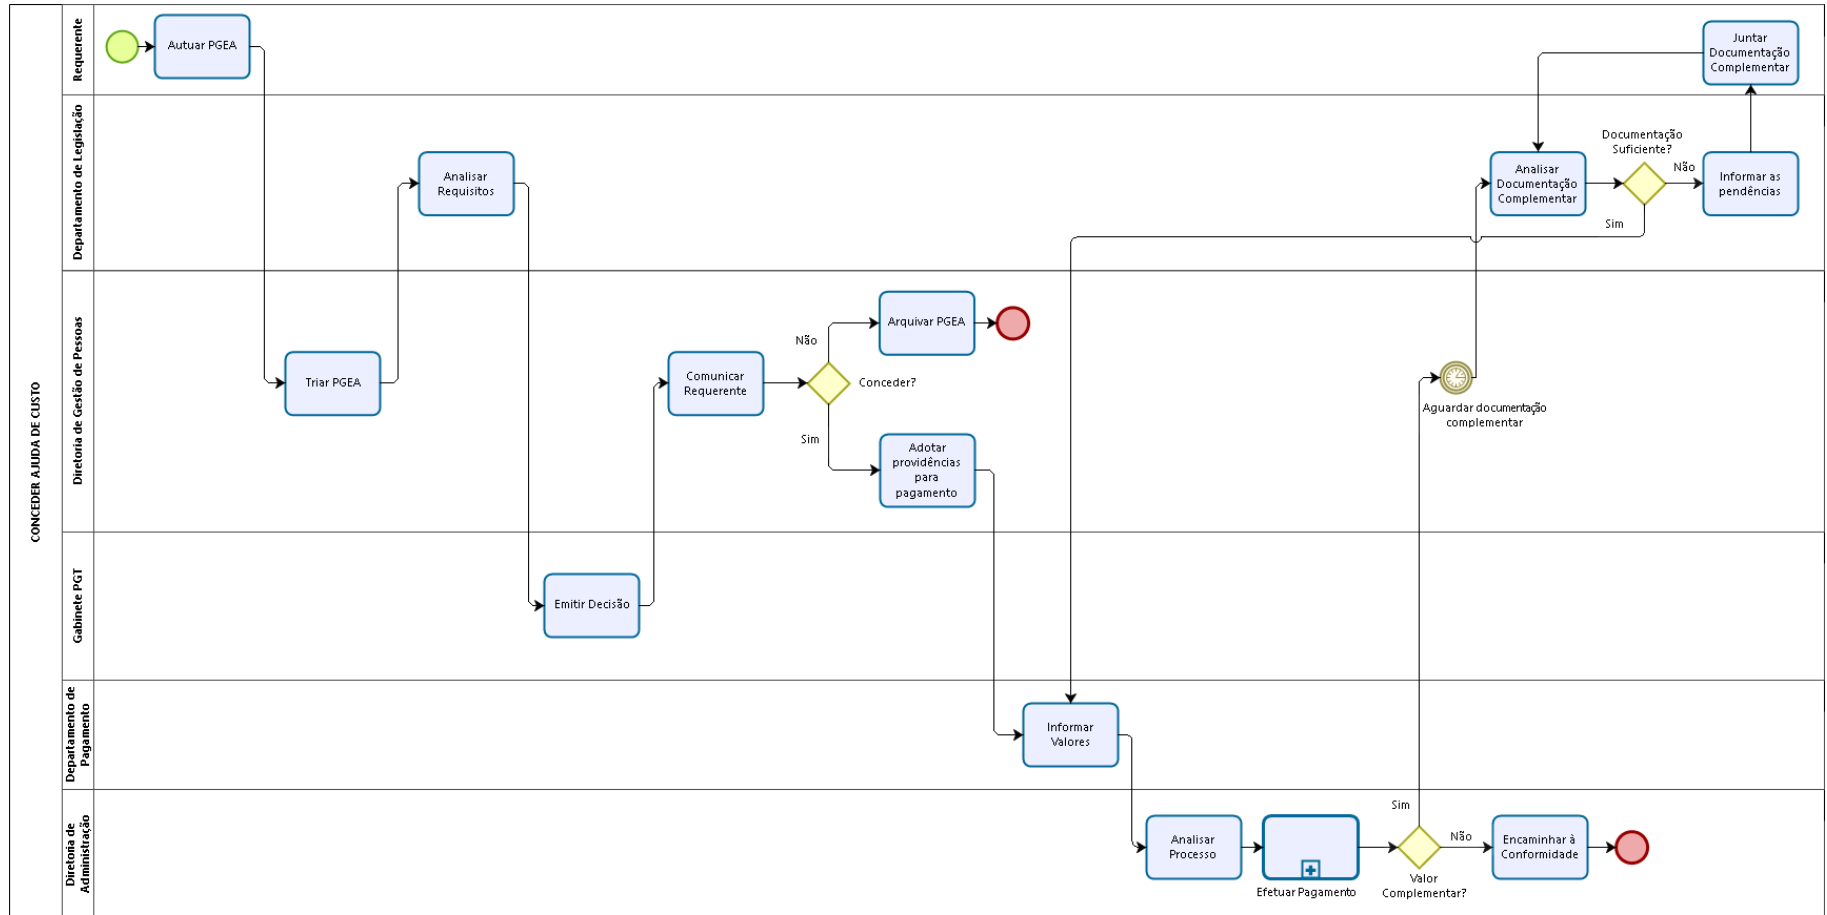 CONCEDER AJUDA DE CUSTO
Requerente
Autuar PGEA
Juntar
Documentação
Complementar
Departamento de Legislação
Analisar
Requisitos
Analisar
Documentação
Complementar
Documentação
Suficiente?
Não
Sim
Informar as
pendências
Diretoria de Gestão de Pessoas
Triar PGEA
Comunicar
Requerente
Não
Conceder?
Sim
Arquivar PGEA
Adotar
providências
para
pagamento
Aguardar documentação
complementar
Gabinete PGT
Emitir Decisão
Departamento de
Pagamento
Informar
Valores
Diretoria de
Administração
Analisar
Processo
Efetuar Pagamento
Sim
Valor
Complementar?
Não
Encaminhar à
Conformidade